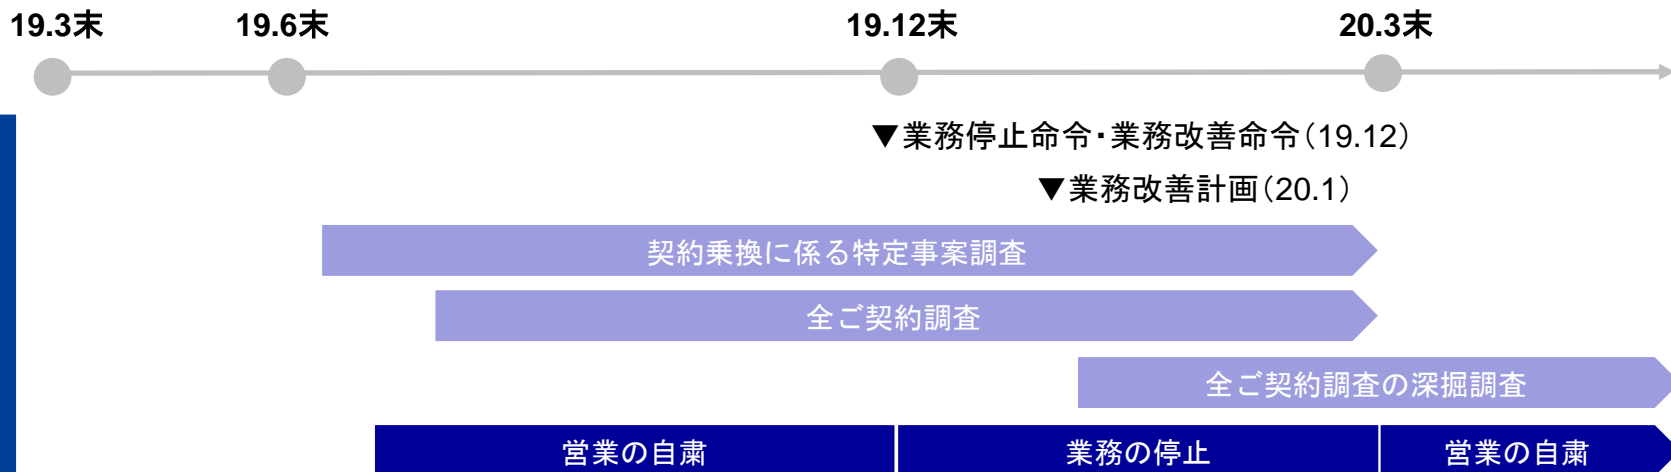 19.3末 19.6末 19.12末 20.3末
▼業務停止命令・業務改善命令（19.12）
▼業務改善計画（20.1）
契約乗換に係る特定事案調査
全ご契約調査
全ご契約調査の深掘調査
営業の自粛 業務の停止 営業の自粛